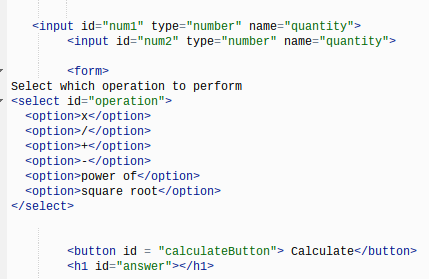 <input id="num1" type="number" name="quantity">
<input id="num2" type="number" name="quantity">
<form>
Select which operation to perform
<select id="operation">
<option>x</option>
<option>/</option>
<option>+</option>
<option>-</option>
<option>power of</option>
<option>square root</option>
</select>
<button id = "calculateButton"> Calculate</button>
<h1 id="answer"></h1>